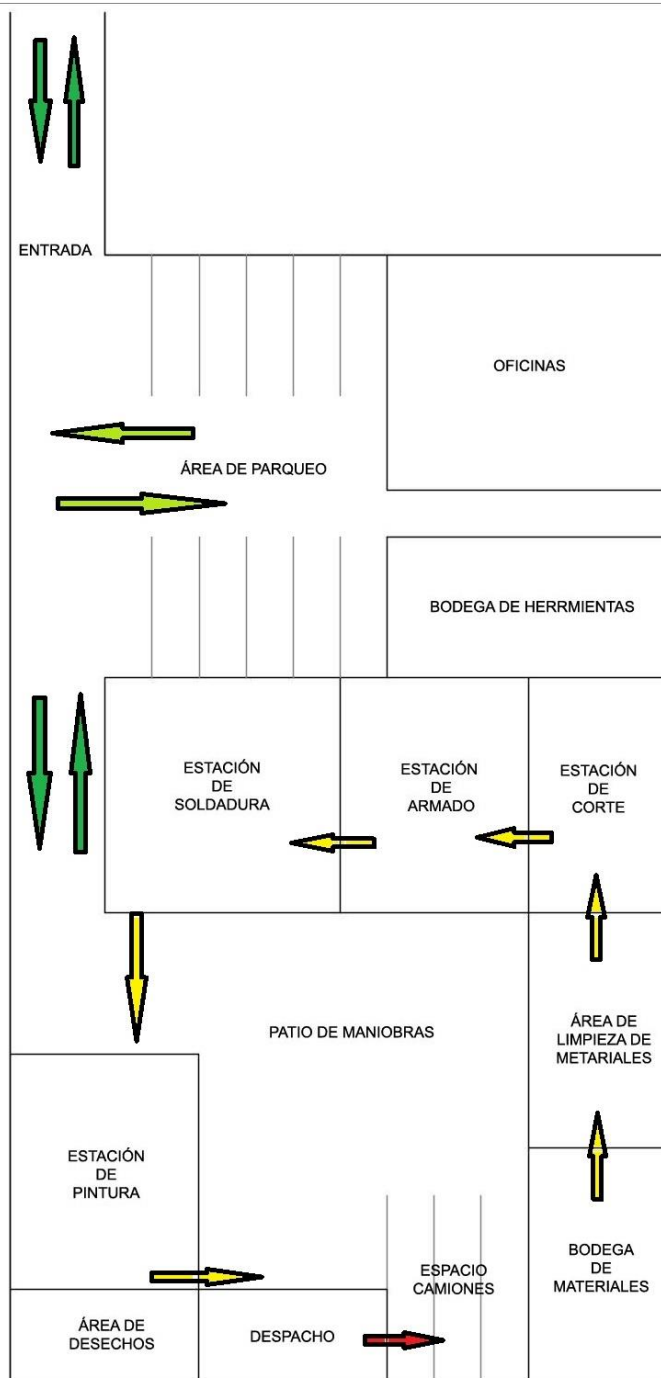 ENTRADA
OFICINAS
ÁREA DE PARQUEO
BODEGA DE HERRMIENTAS
ESTACIÓN
DE
SOLDADURA
ESTACIÓN
DE
ARMADO
ESTACIÓN
DE
CORTE
PATIO DE MANIOBRAS
ÁREA DE
LIMPIEZA DE
METARIALES
ESTACIÓN
DE
PINTURA
ESPACIO
CAMIONES
BODEGA
DE
MATERIALES
ÁREA DE
DESECHOS
DESPACHO